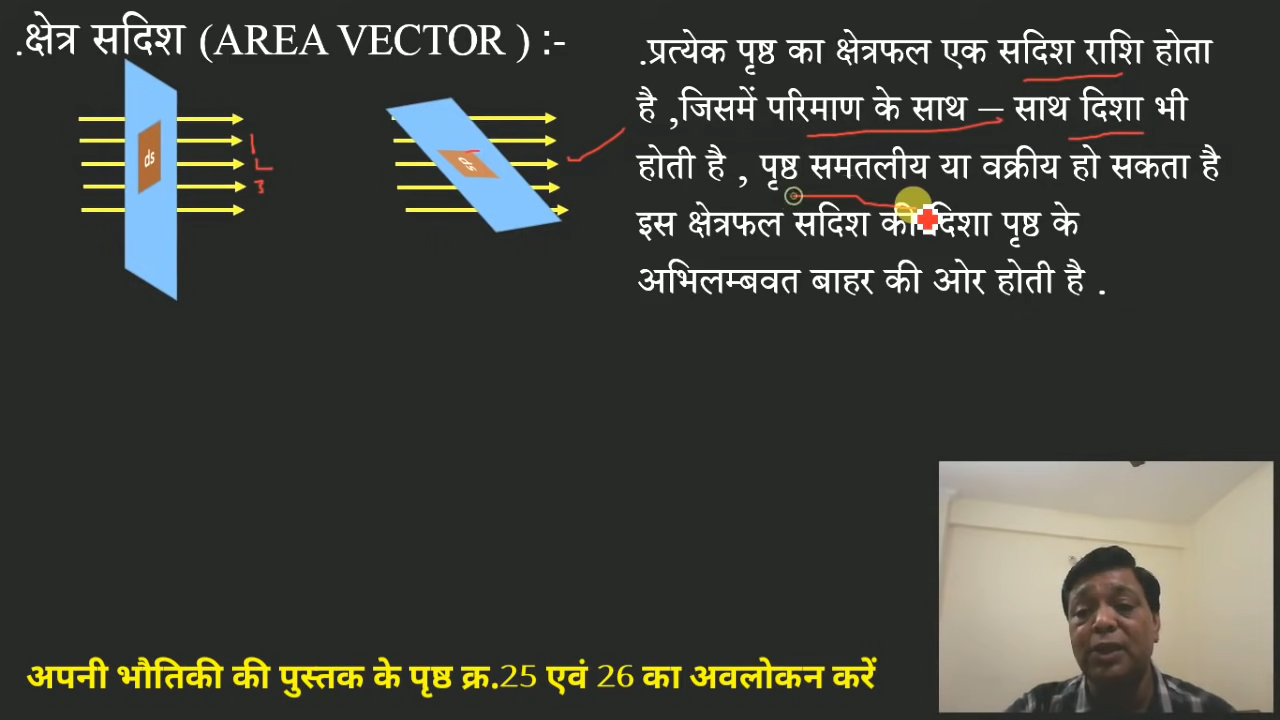 .क्षेत्र सदिश (AREA VECTOR ) :-
ds
ds
.प्रत्येक पृष्ठ का क्षेत्रफल एक सदिश राशि होता
है ,जिसमें परिमाण के साथ – साथ दिशा भी
होती है , पृष्ठ समतलीय या वक्रीय हो सकता है
इस क्षेत्रफल सदिश की दिशा पृष्ठ के
अभिलम्बवत बाहर की ओर होती है .
अपनी भौतिकी की पुस्तक के पृष्ठ क्र.25 एवं 26 का अवलोकन करें